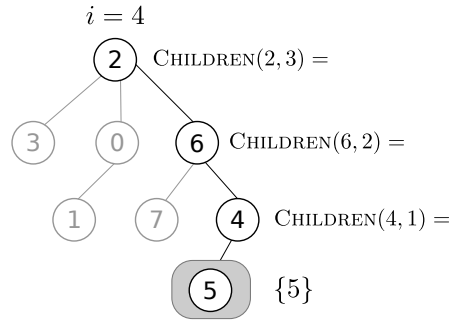 i = 4
2 CHILDREN(2, 3) =
3 0 6 CHILDREN(6, 2) =
1 7 4 CHILDREN(4, 1) =
5 {5}